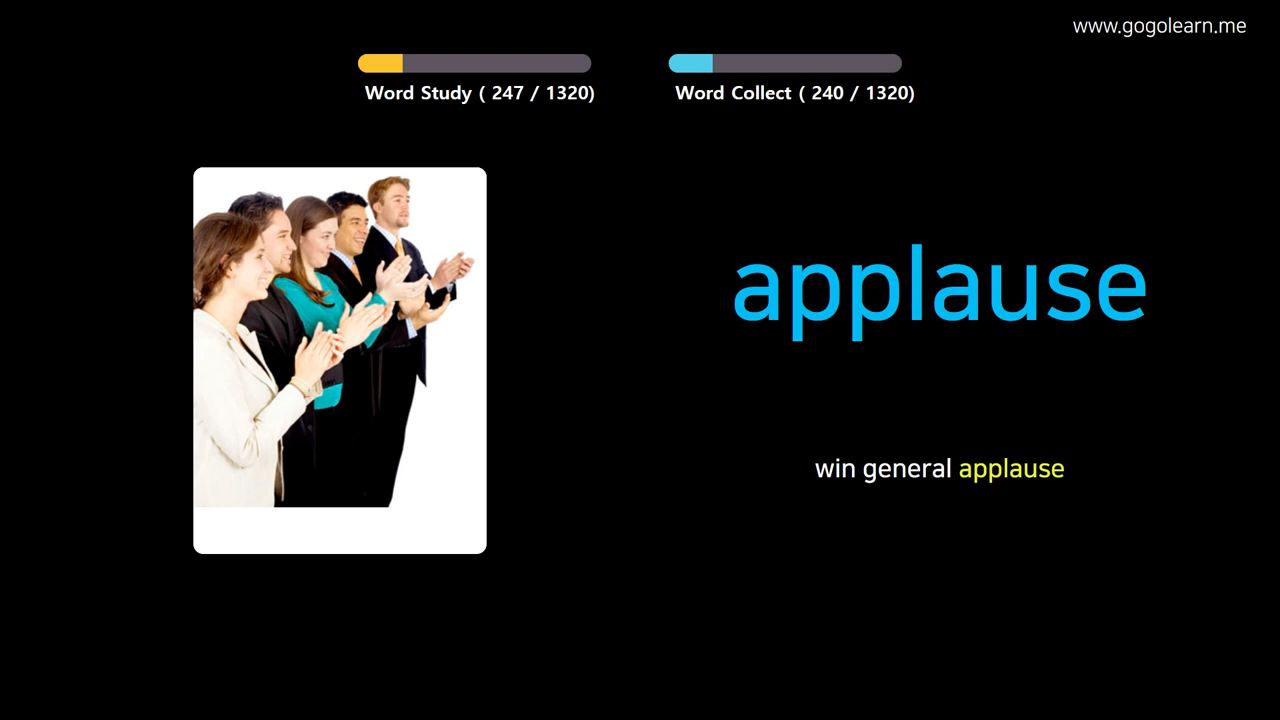 www.gogolearn.me
Word Study ( 247 / 1320)
Word Collect ( 240 / 1320)
applause
win general applause